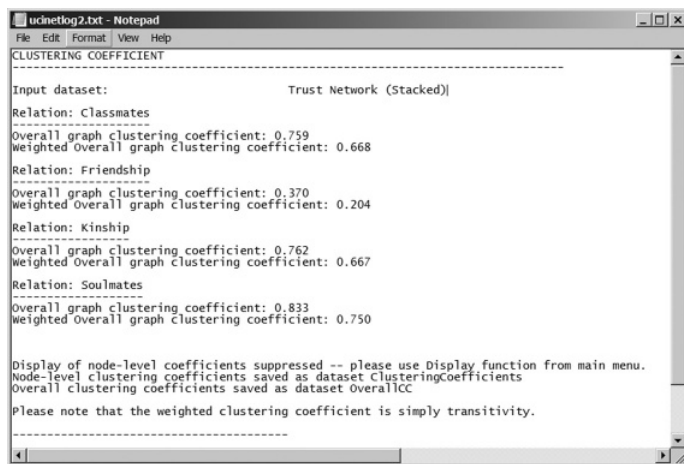 ucinetlog2.txt - Notepad
File Edit Format View Help
CLUSTERING COEFFICIENT
--------------------------------------------------------------------------------
Input dataset: Trust Network (Stacked)
Relation: Classmates
--------------------
Overall graph clustering coefficient: 0.759
Weighted Overall graph clustering coefficient: 0.668
Relation: Friendship
--------------------
Overall graph clustering coefficient: 0.370
Weighted Overall graph clustering coefficient: 0.204
Relation: Kinship
-----------------
Overall graph clustering coefficient: 0.762
Weighted Overall graph clustering coefficient: 0.667
Relation: Soulmates
-------------------
Overall graph clustering coefficient: 0.833
Weighted Overall graph clustering coefficient: 0.750
Display of node-level coefficients suppressed -- please use Display function from main menu.
Node-level clustering coefficients saved as dataset ClusteringCoefficients
Overall clustering coefficients saved as dataset OverallCC
Please note that the weighted clustering coefficient is simply transitivity.
----------------------------------------